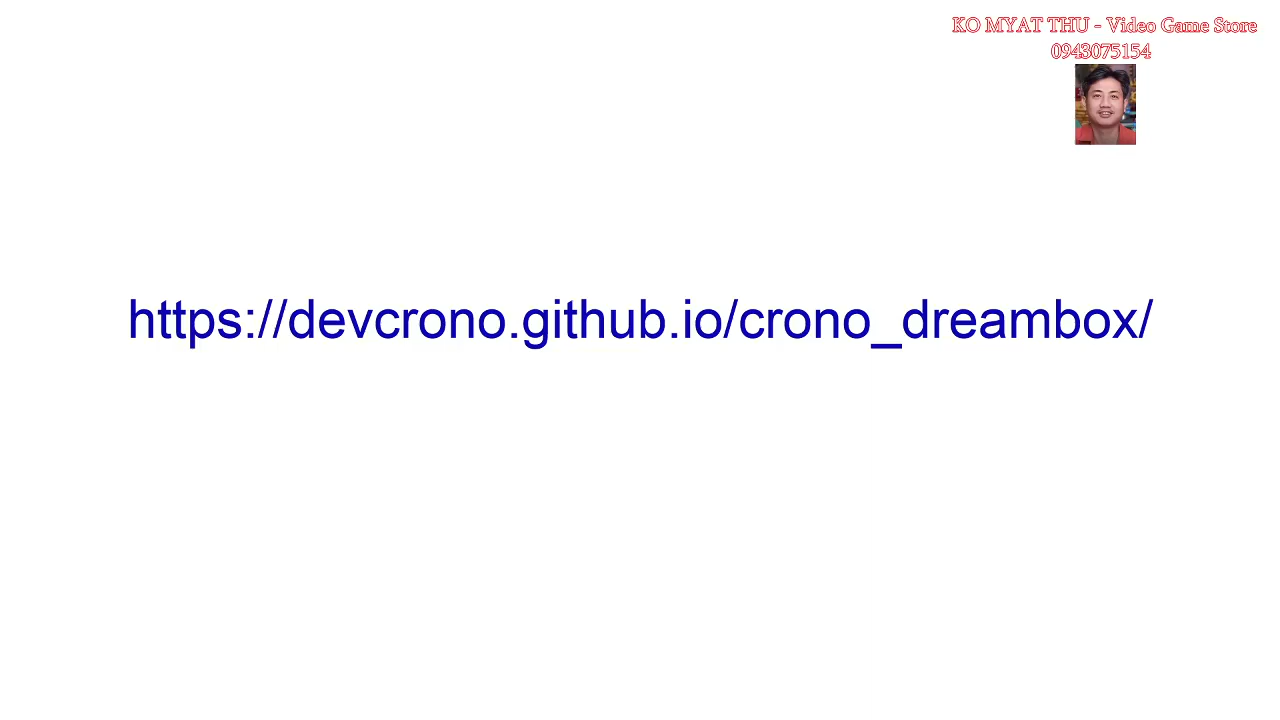 KO MYAT THU - Video Game Store
0943075154
https://devcrono.github.io/crono_dreambox/